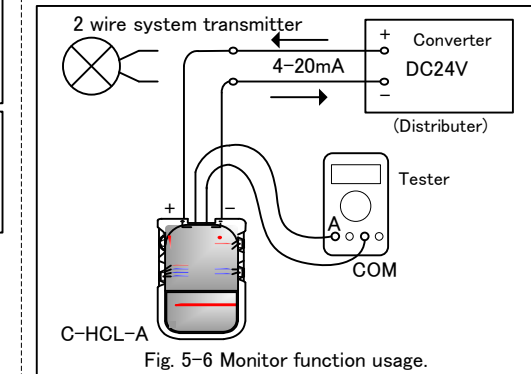 2 wire system transmitter
+
Converter
4-20mA
DC24V
−
(Distributer)
Tester
+
−
A
COM
C-HCL-A
Fig. 5-6 Monitor function usage.